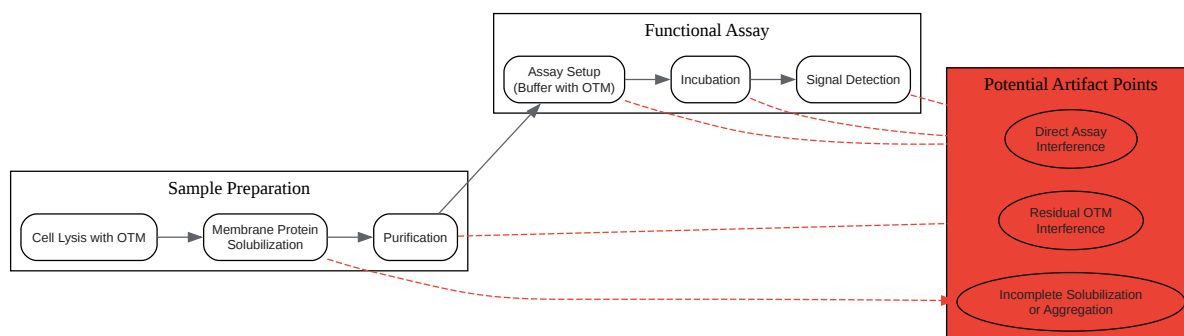 Functional Assay
Assay Setup
(Buffer with OTM)
Incubation
Signal Detection
Potential Artifact Points
Direct Assay
Interference
Sample Preparation
Cell Lysis with OTM
Membrane Protein
Solubilization
Purification
Residual OTM
Interference
Incomplete Solubilization
or Aggregation